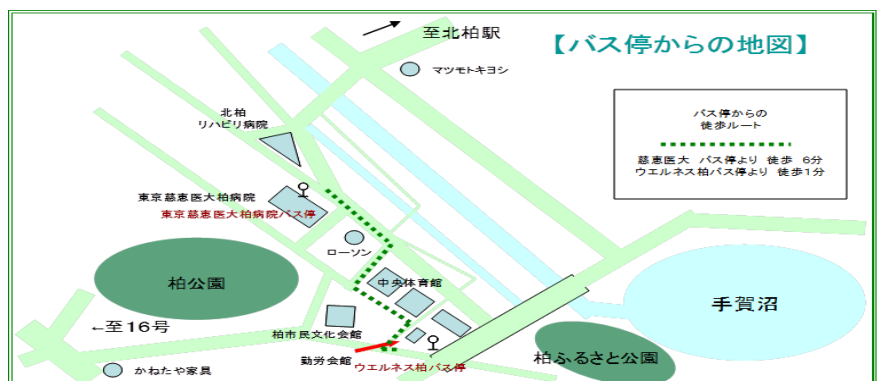 至北柏駅
【バス停からの地図】
マツモトキヨシ
バス停からの
徒歩ルート
慈恵医大 バス停より 徒歩 6分
ウエルネス柏バス停より 徒歩1分
北柏
リハビリ病院
東京慈恵医大柏病院
東京慈恵医大柏病院バス停
ローソン
中央体育館
柏公園
手賀沼
←至16号
柏市民文化会館
勤労会館
ウエルネス柏バス停
柏ふるさと公園
かねたや家具